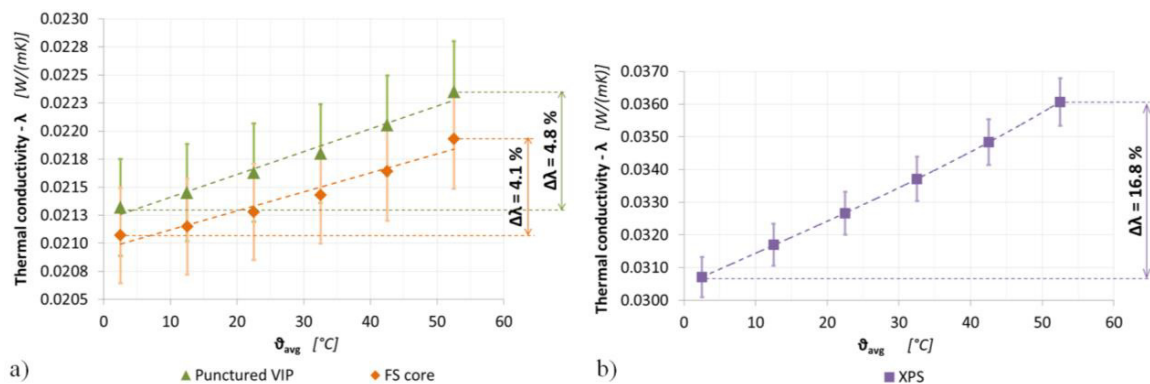 Thermal conductivity - λ [W/(mK)]
0.0230
0.0228
0.0225
0.0223
0.0220
0.0218
0.0215
0.0213
0.0210
0.0208
0.0205
0 10 20 30 40 50 60
ϑavg [°C]
Δλ = 4.1 %
Δλ = 4.8 %
a)
Punctured VIP FS core
Thermal conductivity - λ [W/(mK)]
0.0370
0.0360
0.0350
0.0340
0.0330
0.0320
0.0310
0.0300
0 10 20 30 40 50 60
ϑavg [°C]
Δλ = 16.8 %
b)
XPS